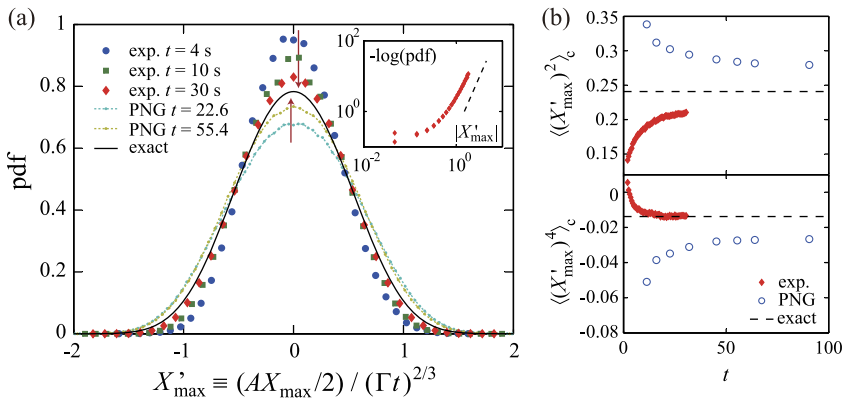 (a)
pdf
1
0.8
0.6
0.4
0.2
0
-2
-1
0
1
2
exp. t = 4 s
exp. t = 10 s
exp. t = 30 s
PNG t = 22.6
PNG t = 55.4
exact
10^2
10^0
10^-2
10^0
-log(pdf)
|X'max|
X'max ≡ (AXmax/2) / (Γt)^2/3
(b)
⟨(X'max)^2⟩c
0.35
0.30
0.25
0.20
0.15
⟨(X'max)^4⟩c
0
-0.02
-0.04
-0.06
-0.08
exp.
PNG
exact
0
50
100
t